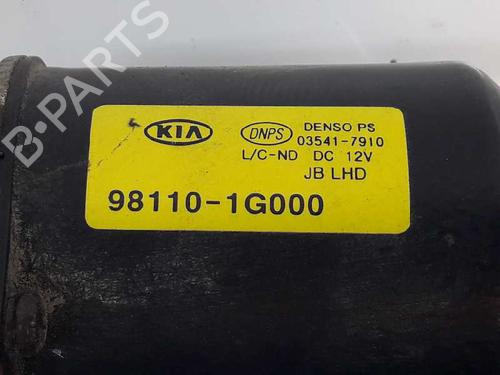 KIA DNPS DENSO PS
03541-7910
L/C-ND DC 12V
JB LHD
98110-1G000
B-PARTS